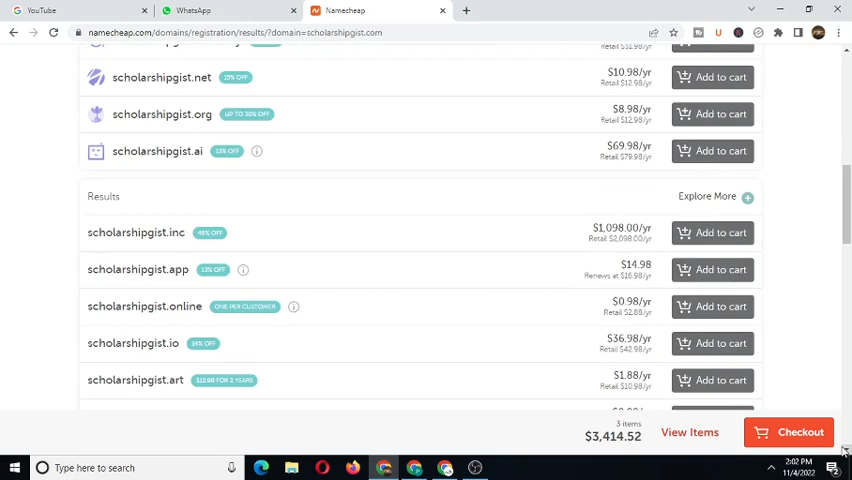 YouTube
WhatsApp
Namecheap
namecheap.com/domains/registration/results/?domain=scholarshipgist.com
Retail $31.98/yr
scholarshipgist.net 15% OFF $10.98/yr Add to cart
Retail $12.98/yr
scholarshipgist.org UP TO 30% OFF $8.98/yr Add to cart
Retail $12.98/yr
scholarshipgist.ai 13% OFF $69.98/yr Add to cart
Retail $79.98/yr
Results Explore More
scholarshipgist.inc 48% OFF $1,098.00/yr Add to cart
Retail $2,098.00/yr
scholarshipgist.app 13% OFF $14.98 Add to cart
Renews at $16.98/yr
scholarshipgist.online ONE PER CUSTOMER $0.98/yr Add to cart
Retail $2.88/yr
scholarshipgist.io 14% OFF $36.98/yr Add to cart
Retail $42.98/yr
scholarshipgist.art $12.98 FOR 2 YEARS $1.88/yr Add to cart
Retail $10.98/yr
3 items
$3,414.52
View Items
Checkout
Type here to search
2:02 PM
11/4/2022
2